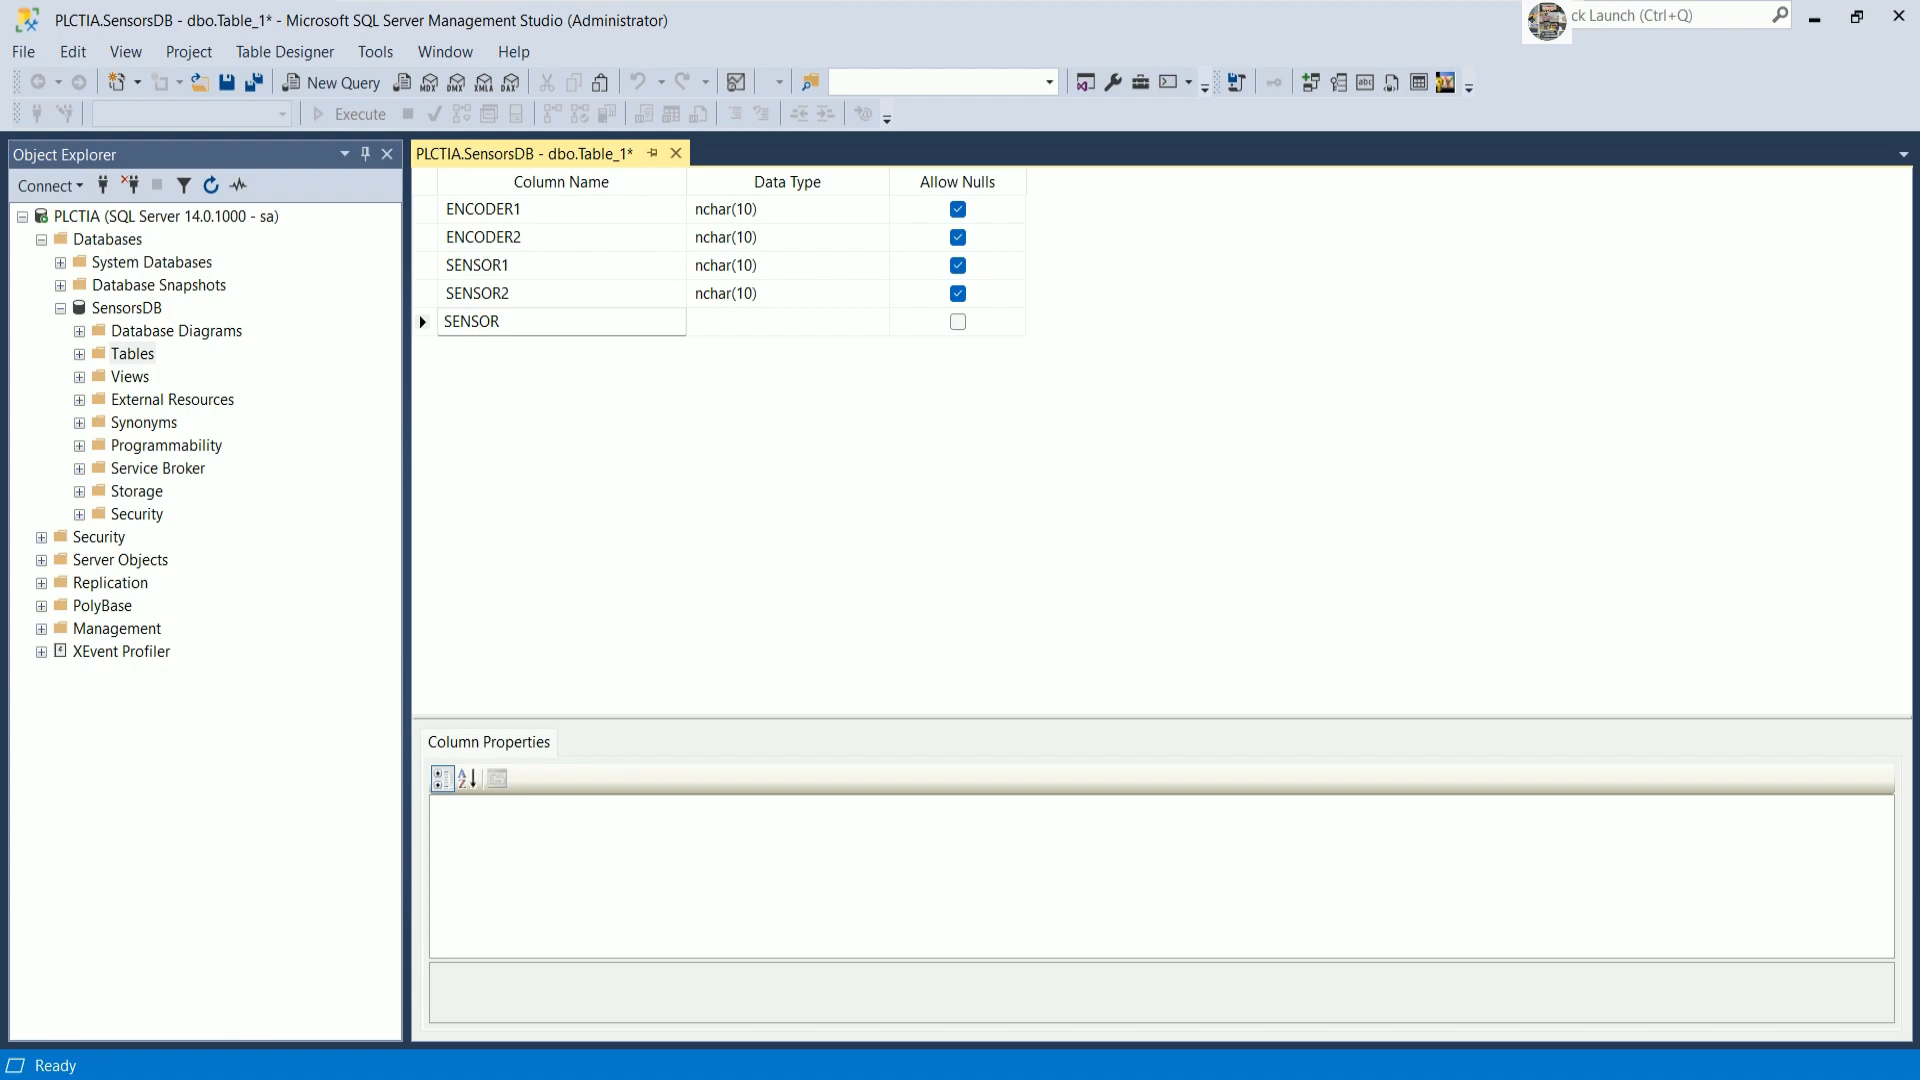 PLCTIA.SensorsDB - dbo.Table_1* - Microsoft SQL Server Management Studio (Administrator)
ck Launch (Ctrl+Q)
File Edit View Project Table Designer Tools Window Help
New Query MDX DMX XMLA DAX
Execute
Object Explorer
PLCTIA.SensorsDB - dbo.Table_1*
Connect
PLCTIA (SQL Server 14.0.1000 - sa)
Databases
System Databases
Database Snapshots
SensorsDB
Database Diagrams
Tables
Views
External Resources
Synonyms
Programmability
Service Broker
Storage
Security
Security
Server Objects
Replication
PolyBase
Management
XEvent Profiler
Column Name Data Type Allow Nulls
ENCODER1 nchar(10)
ENCODER2 nchar(10)
SENSOR1 nchar(10)
SENSOR2 nchar(10)
SENSOR
Column Properties
Ready